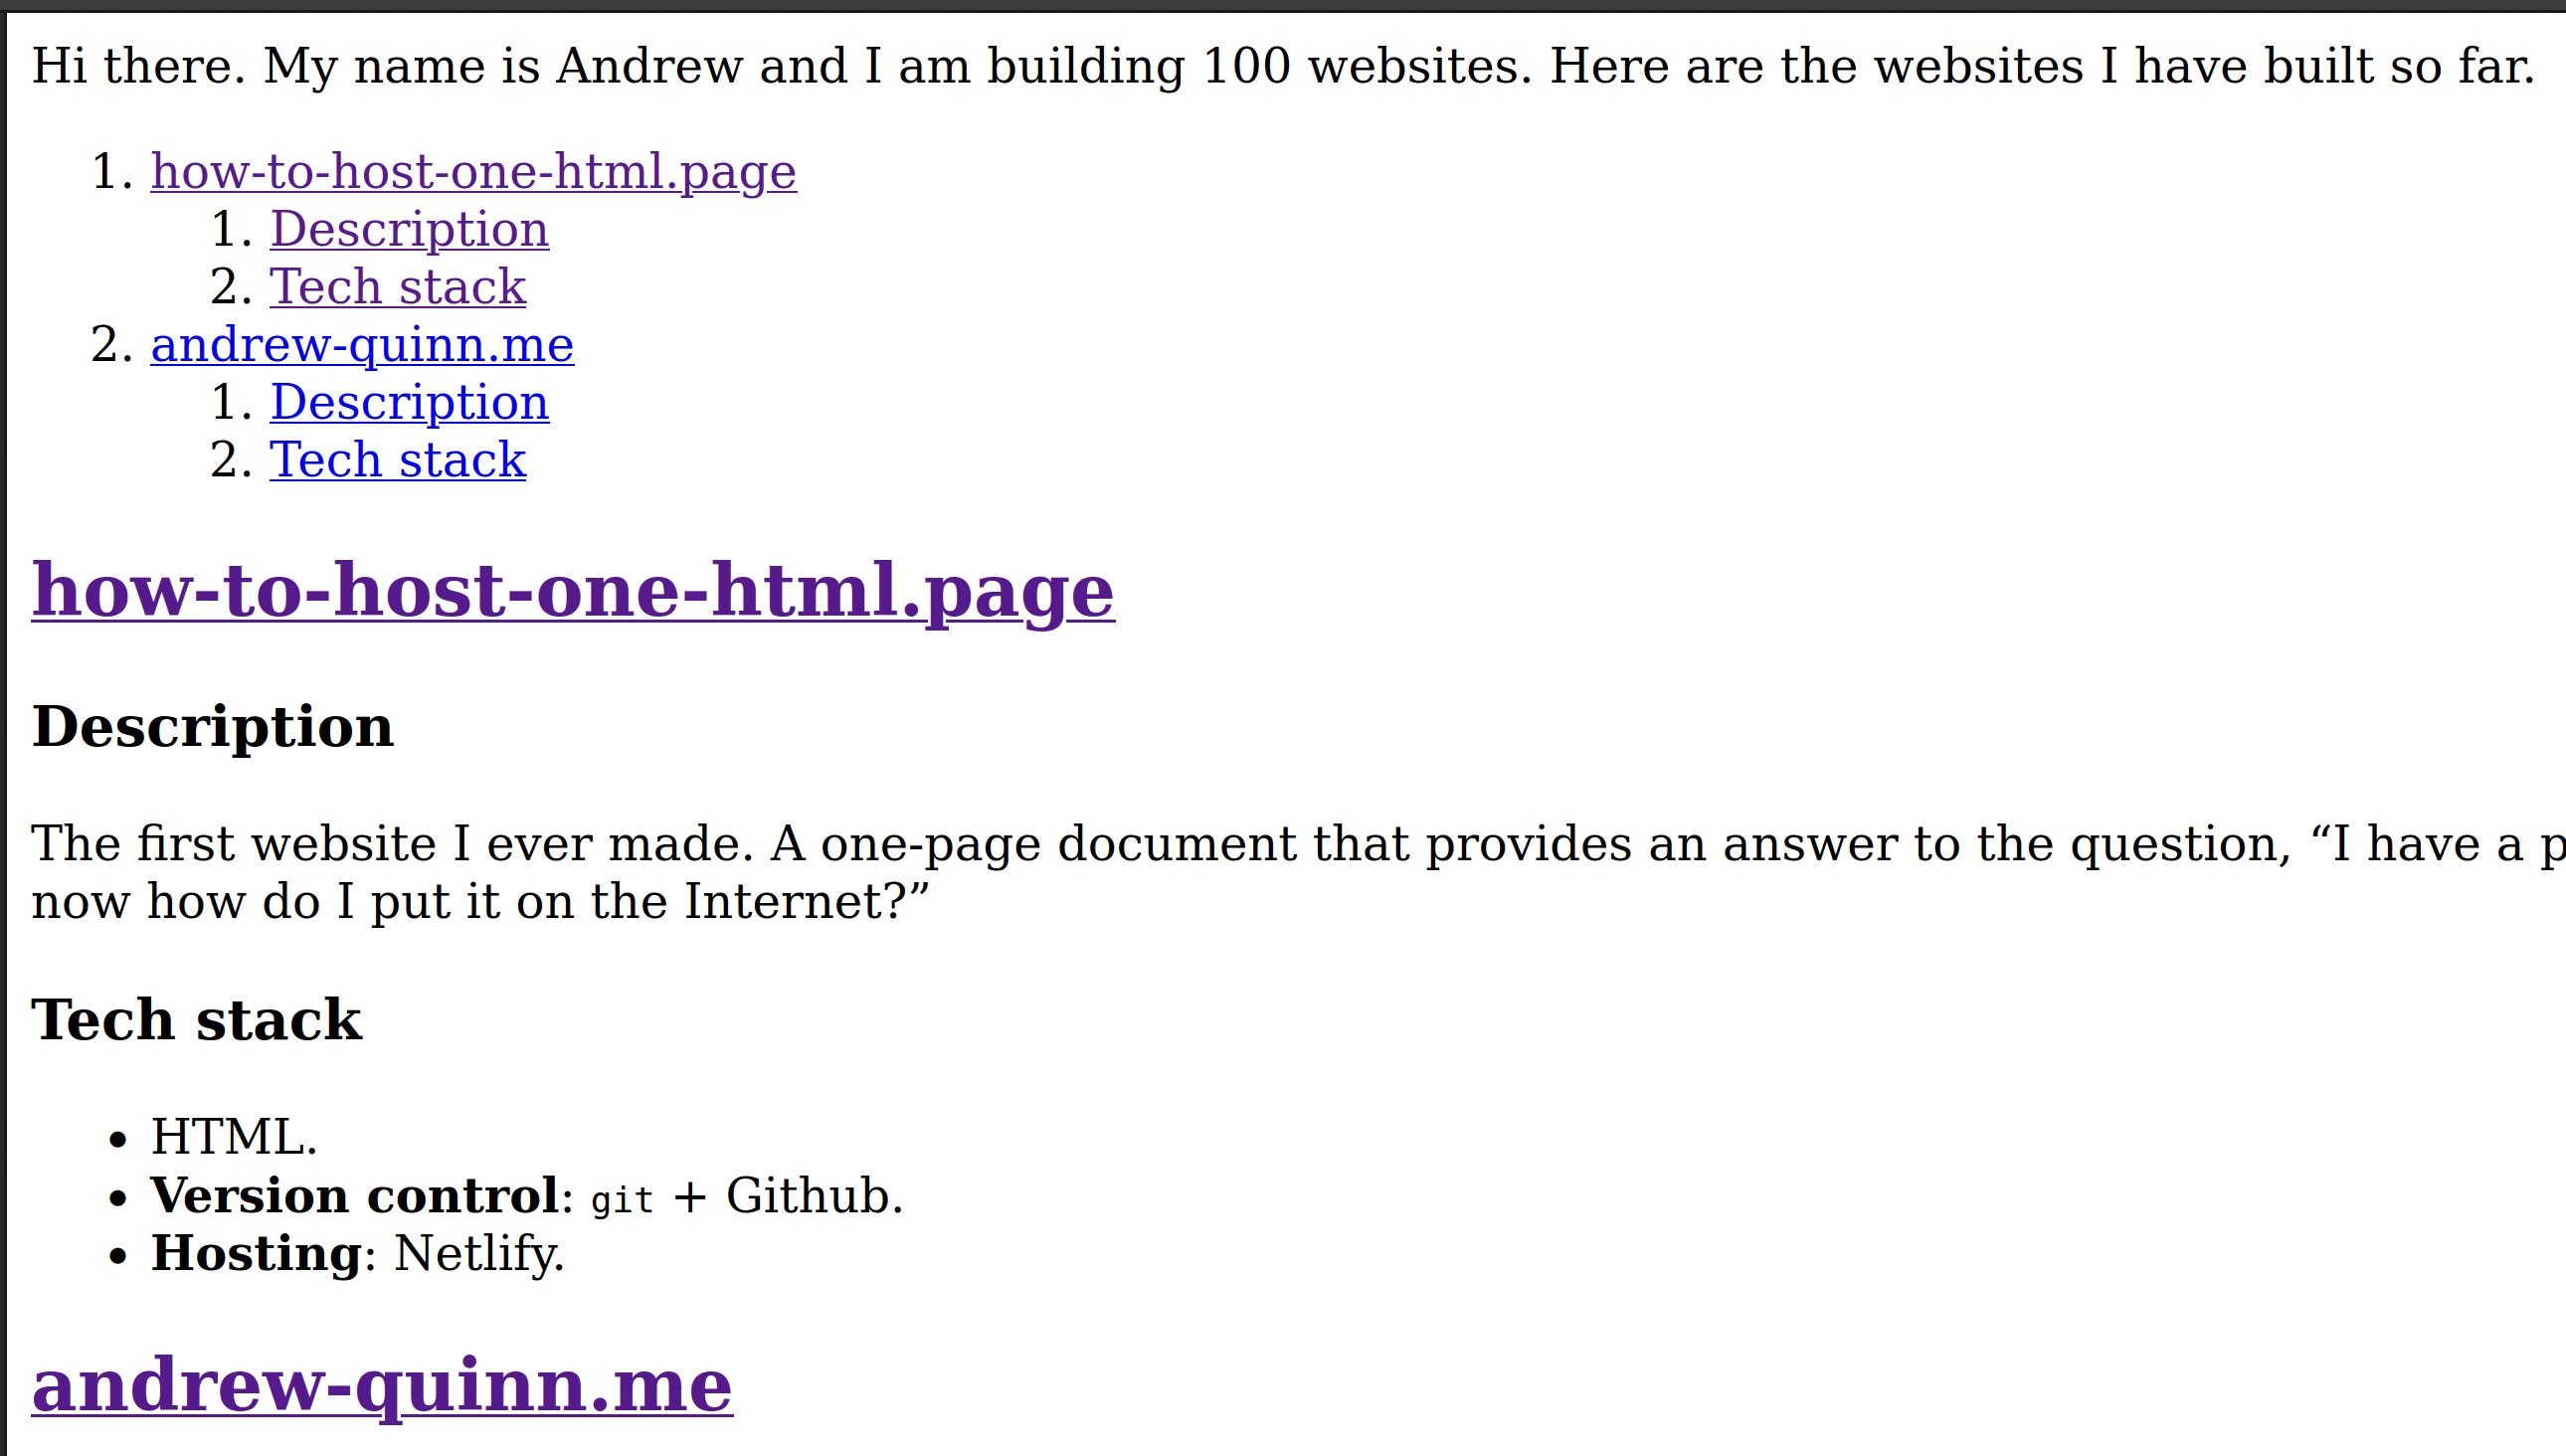 Hi there. My name is Andrew and I am building 100 websites. Here are the websites I have built so far.
1. how-to-host-one-html.page
1. Description
2. Tech stack
2. andrew-quinn.me
1. Description
2. Tech stack
how-to-host-one-html.page
Description
The first website I ever made. A one-page document that provides an answer to the question, “I have a
now how do I put it on the Internet?”
Tech stack
• HTML.
• Version control: git + Github.
• Hosting: Netlify.
andrew-quinn.me